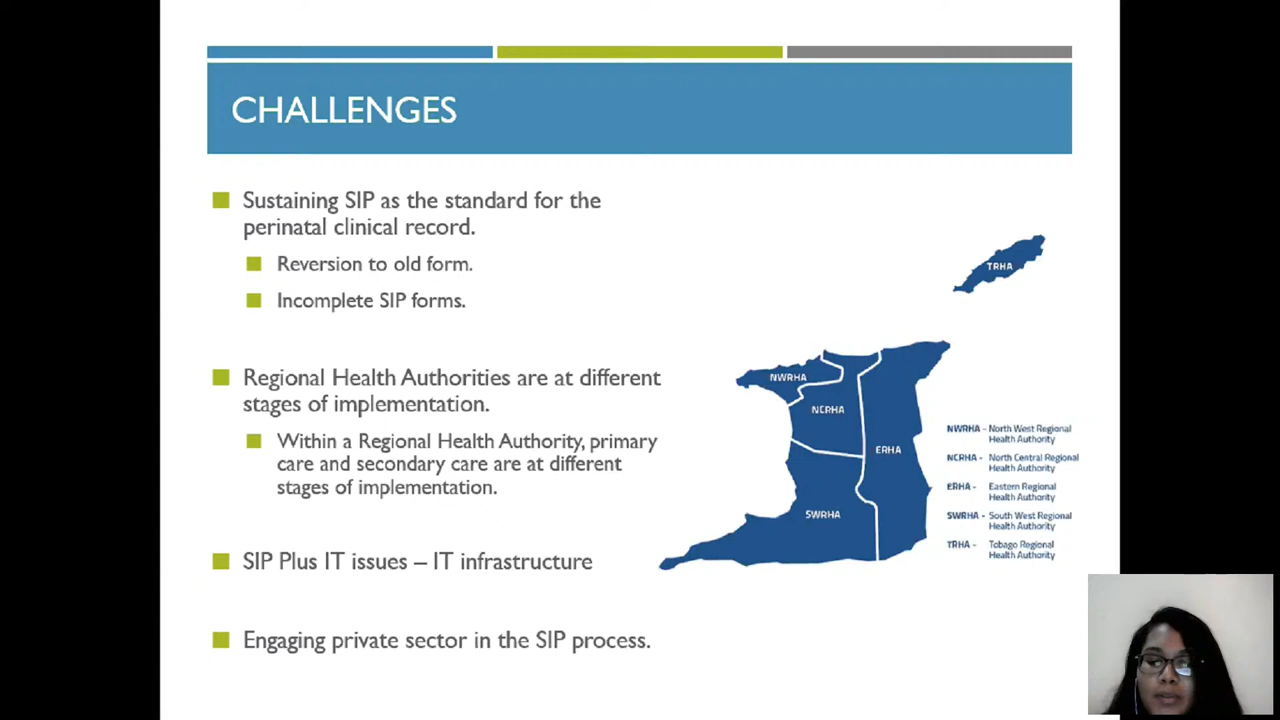 CHALLENGES
Sustaining SIP as the standard for the
perinatal clinical record.
Reversion to old form.
Incomplete SIP forms.
Regional Health Authorities are at different
stages of implementation.
Within a Regional Health Authority, primary
care and secondary care are at different
stages of implementation.
SIP Plus IT issues – IT infrastructure
Engaging private sector in the SIP process.
TRHA
NWRHA
NCRHA
ERHA
SWRHA
NWRHA - North West Regional
Health Authority
NCRHA - North Central Regional
Health Authority
ERHA - Eastern Regional
Health Authority
SWRHA - South West Regional
Health Authority
TRHA - Tobago Regional
Health Authority